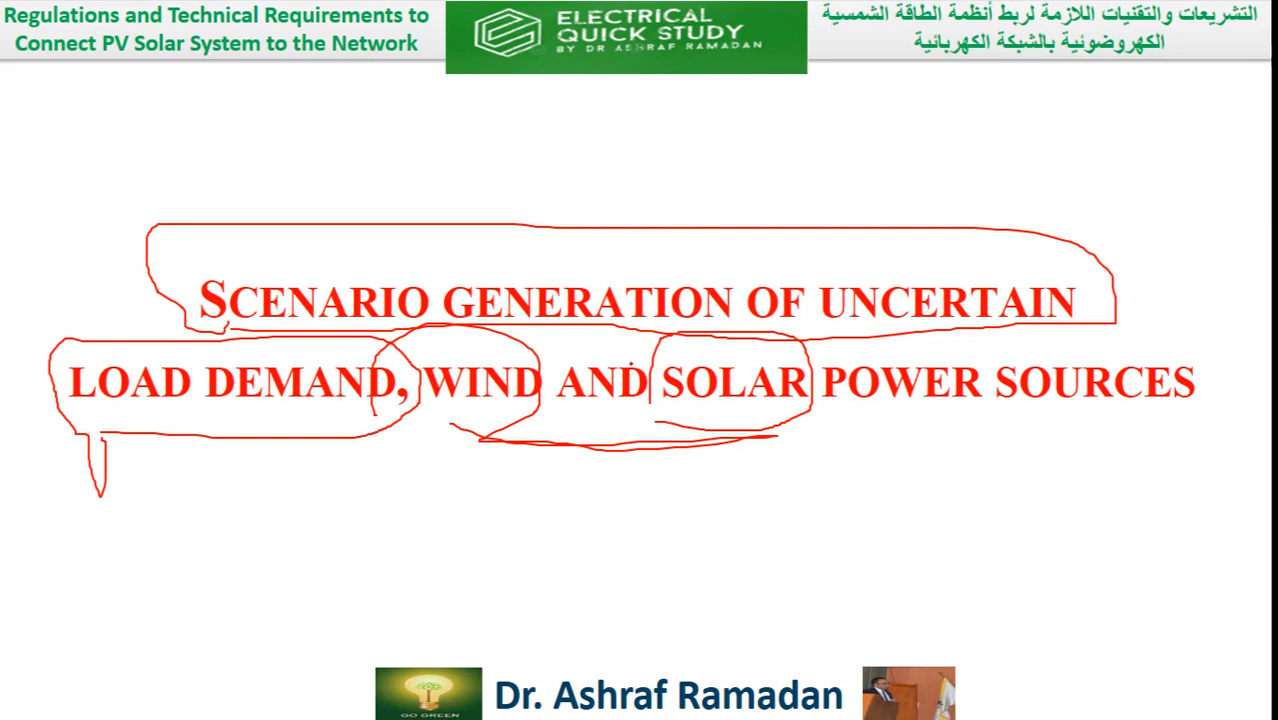 Regulations and Technical Requirements to
Connect PV Solar System to the Network
ELECTRICAL
QUICK STUDY
BY DR ASHRAF RAMADAN
التشريعات والتقنيات اللازمة لربط أنظمة الطاقة الشمسية
الكهروضوئية بالشبكة الكهربائية
SCENARIO GENERATION OF UNCERTAIN
LOAD DEMAND, WIND AND SOLAR POWER SOURCES
GO GREEN
Dr. Ashraf Ramadan